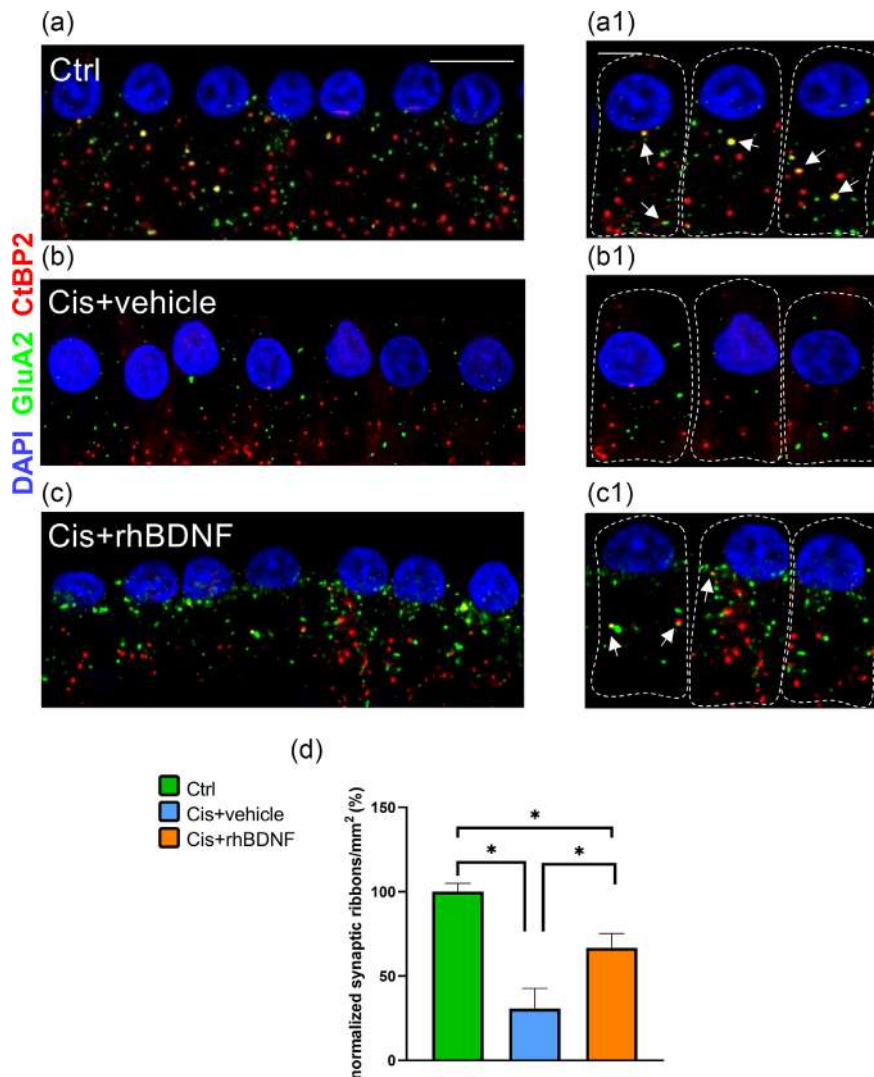 (a)
(a1)
Ctrl
(b)
(b1)
Cis+vehicle
(c)
(c1)
Cis+rhBDNF
DAPI GluA2 CtBP2
(d)
Ctrl
Cis+vehicle
Cis+rhBDNF
normalized synaptic ribbons/mm² (%)
150
100
50
0
*
*
*